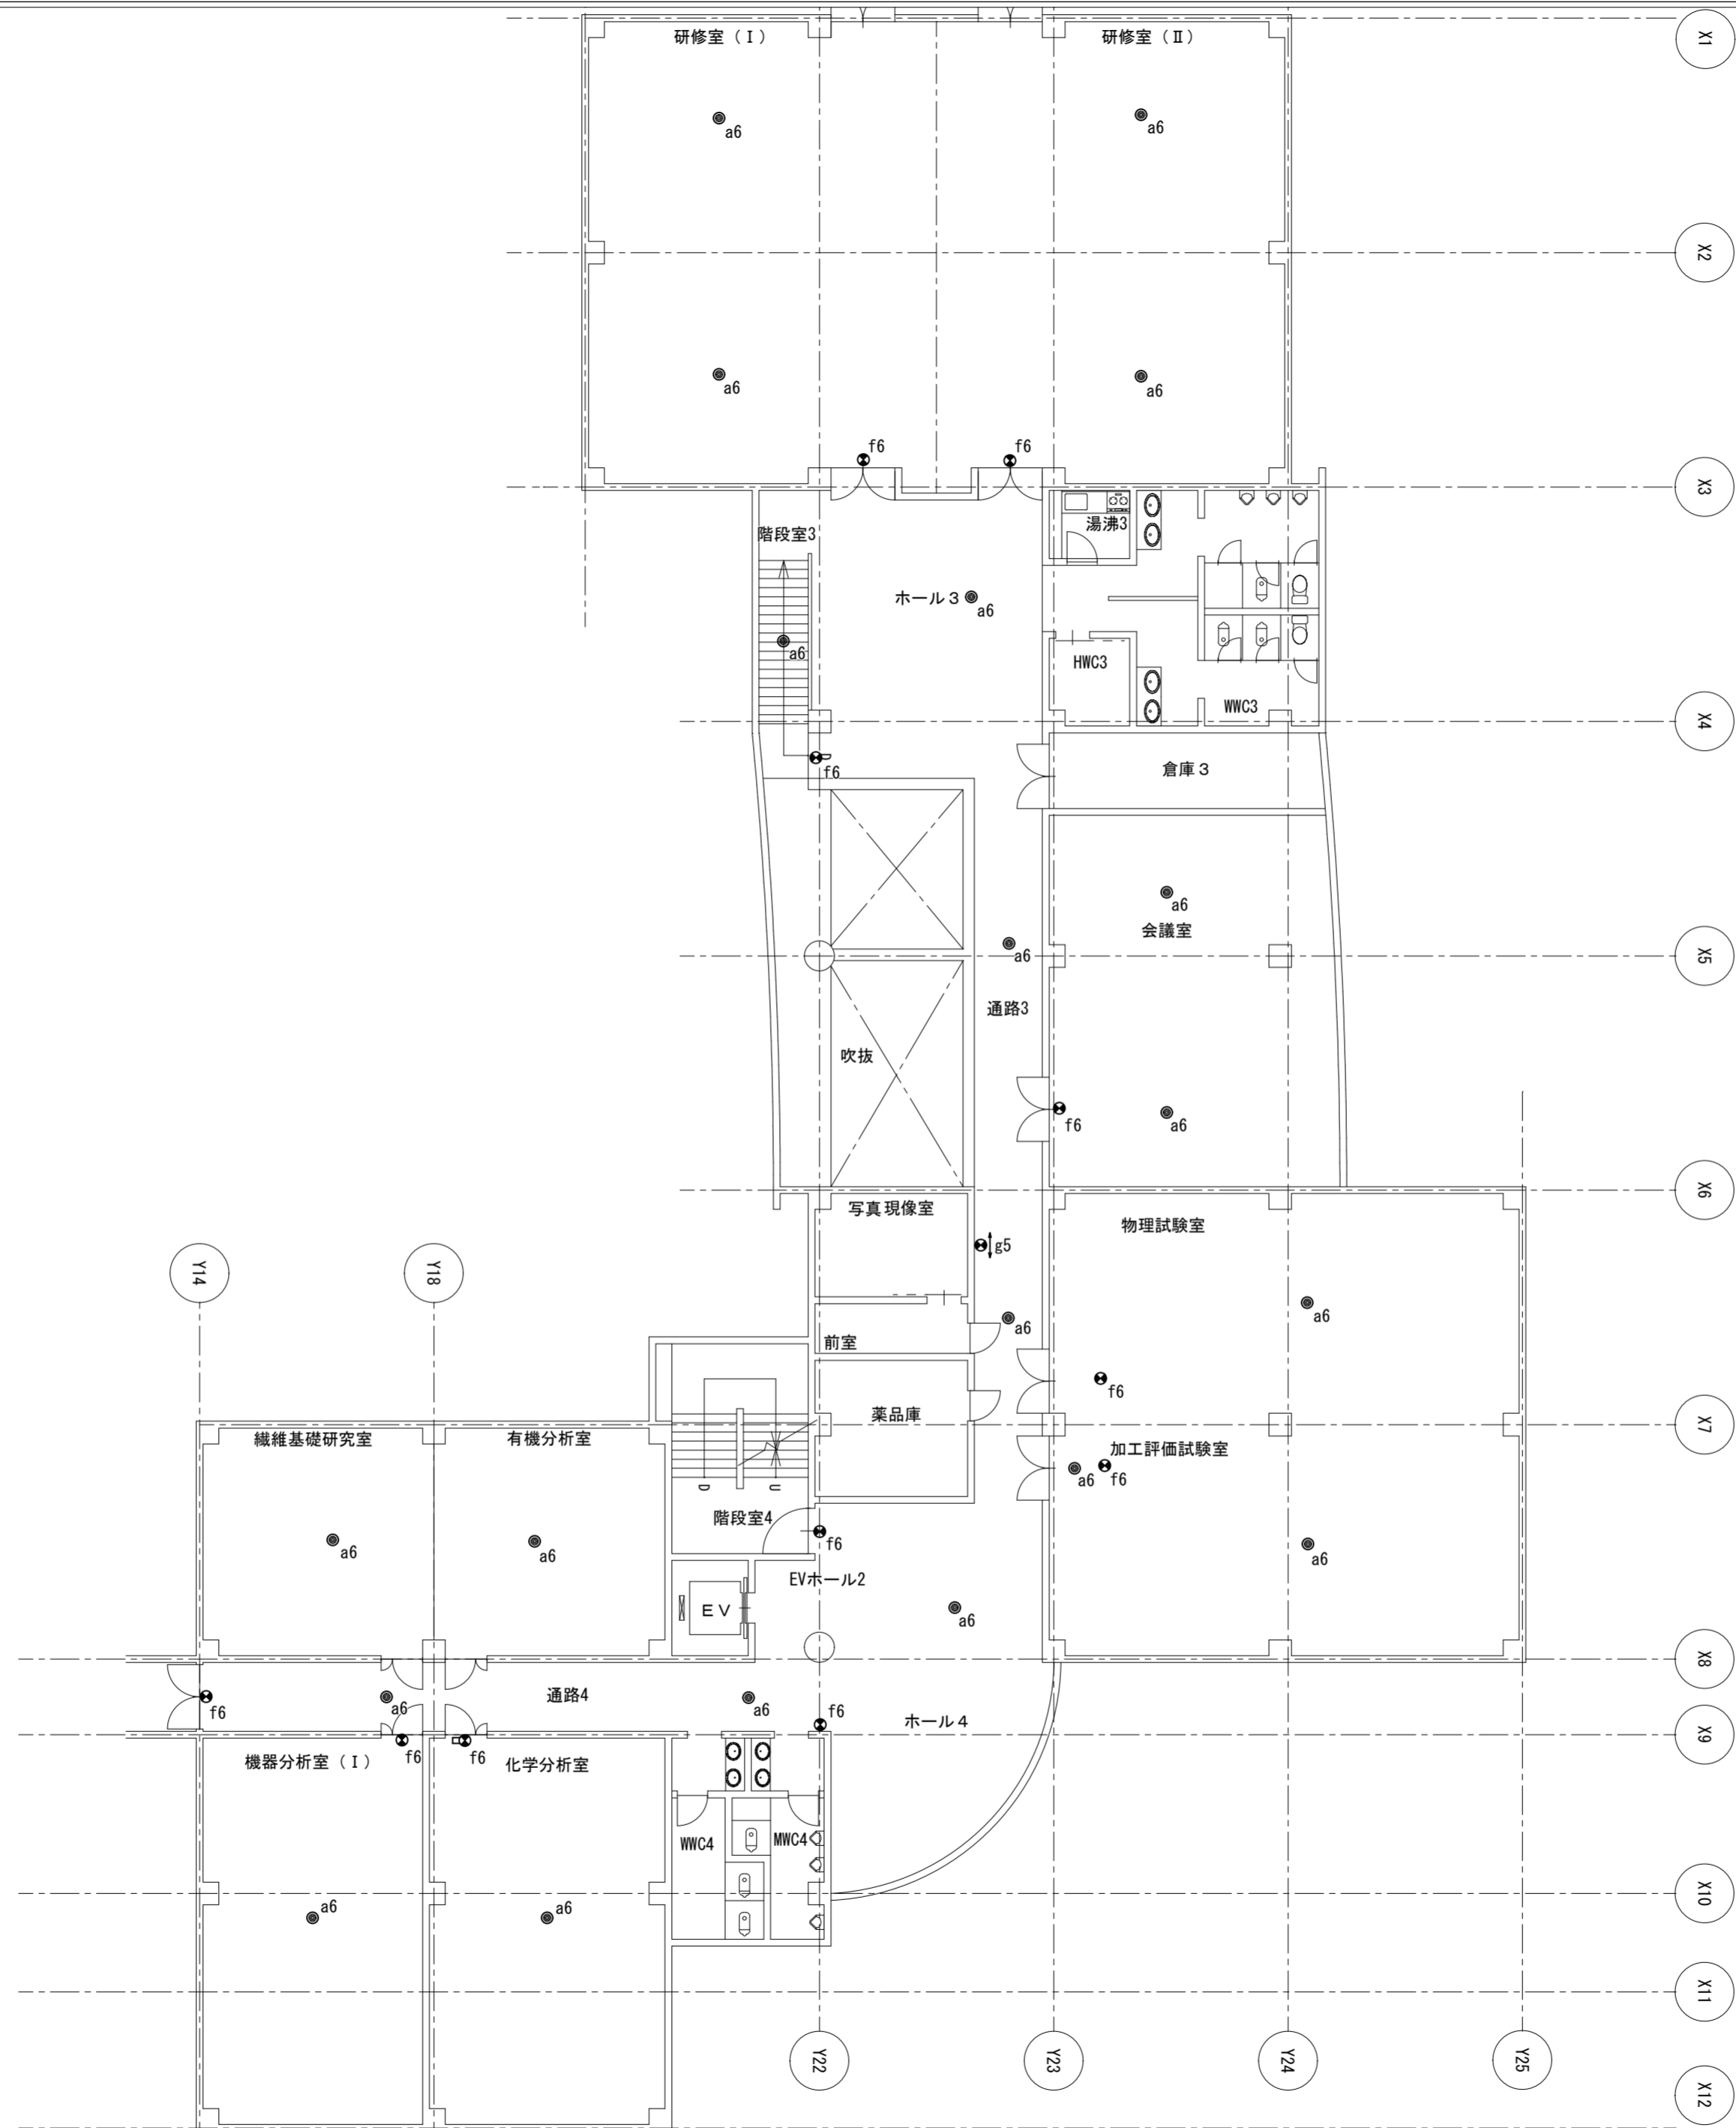 X1
研修室（Ⅰ）
研修室（Ⅱ）
a6
a6
X2
a6
a6
f6
f6
X3
階段室3
湯沸3
ホール３
a6
a6
HWC3
WWC3
X4
D
f6
倉庫３
a6
会議室
a6
X5
通路3
吹抜
f6
a6
X6
写真現像室
物理試験室
g5
Y14
Y18
a6
a6
前室
f6
薬品庫
X7
繊維基礎研究室
有機分析室
加工評価試験室
a6
f6
D
U
階段室4
f6
a6
a6
a6
EVホール2
ＥＶ
a6
X8
通路4
f6
a6
a6
f6
ホール４
X9
機器分析室（Ⅰ）
f6
f6
化学分析室
WWC4
MWC4
a6
a6
X10
X11
Y22
Y23
Y24
Y25
X12